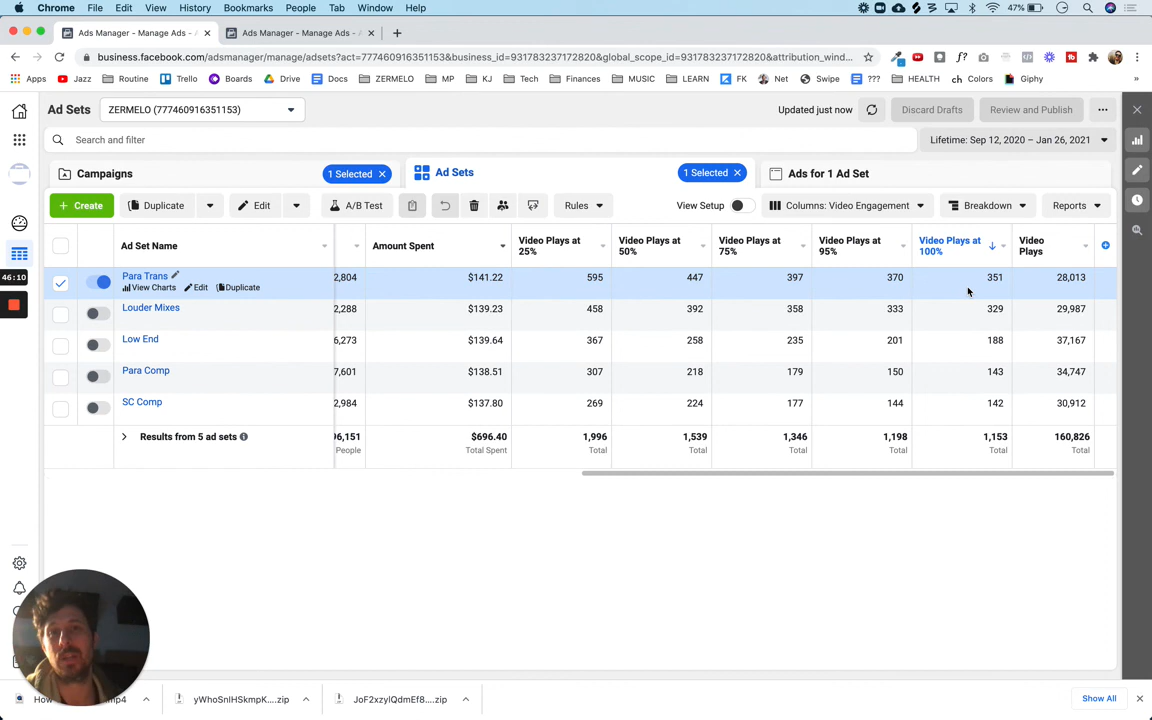 Chrome File Edit View History Bookmarks People Tab Window Help 47%
Ads Manager - Manage Ads - Ads Manager - Manage Ads -
business.facebook.com/adsmanager/manage/adsets?act=777460916351153&business_id=931783237172820&global_scope_id=931783237172820&attribution_wind...
Apps Jazz Routine Trello Boards Drive Docs ZERMELO MP KJ Tech Finances MUSIC FK Net Swipe ??? HEALTH ch Colors LEARN Giphy
Ad Sets ZERMELO (777460916351153) Updated just now Discard Drafts Review and Publish
Search and filter Lifetime: Sep 12, 2020 – Jan 26, 2021
Campaigns 1 Selected Ad Sets 1 Selected Ads for 1 Ad Set
+ Create Duplicate Edit A/B Test Rules View Setup Columns: Video Engagement Breakdown Reports
Ad Set Name Amount Spent Video Plays at 25% Video Plays at 50% Video Plays at 75% Video Plays at 95% Video Plays at 100% Video Plays
46:10
Para Trans 2,804 $141.22 595 447 397 370 351 28,013
View Charts Edit Duplicate
Louder Mixes 2,288 $139.23 458 392 358 333 329 29,987
Low End 6,273 $139.64 367 258 235 201 188 37,167
Para Comp 7,601 $138.51 307 218 179 150 143 34,747
SC Comp 2,984 $137.80 269 224 177 144 142 30,912
Results from 5 ad sets 96,151 $696.40 1,996 1,539 1,346 1,198 1,153 160,826
People Total Spent Total Total Total Total Total Total
How mp4 yWhoSnIHSkmpK....zip JoF2xzylQdmEf8....zip Show All